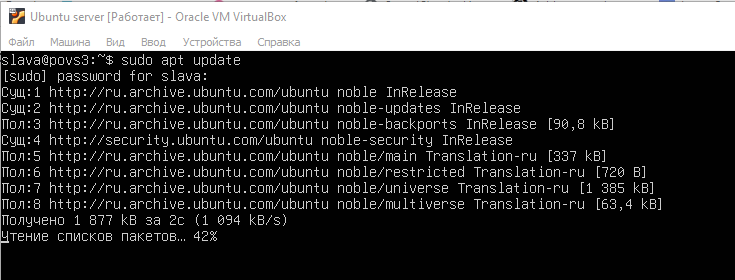 Ubuntu server [Работает] - Oracle VM VirtualBox
Файл Машина Вид Ввод Устройства Справка
slava@povs3:~$ sudo apt update
[sudo] password for slava:
Сущ:1 http://ru.archive.ubuntu.com/ubuntu noble InRelease
Сущ:2 http://ru.archive.ubuntu.com/ubuntu noble-updates InRelease
Пол:3 http://ru.archive.ubuntu.com/ubuntu noble-backports InRelease [90,8 kB]
Сущ:4 http://security.ubuntu.com/ubuntu noble-security InRelease
Пол:5 http://ru.archive.ubuntu.com/ubuntu noble/main Translation-ru [337 kB]
Пол:6 http://ru.archive.ubuntu.com/ubuntu noble/restricted Translation-ru [720 B]
Пол:7 http://ru.archive.ubuntu.com/ubuntu noble/universe Translation-ru [1 385 kB]
Пол:8 http://ru.archive.ubuntu.com/ubuntu noble/multiverse Translation-ru [63,4 kB]
Получено 1 877 kB за 2с (1 094 kB/s)
Чтение списков пакетов… 42%